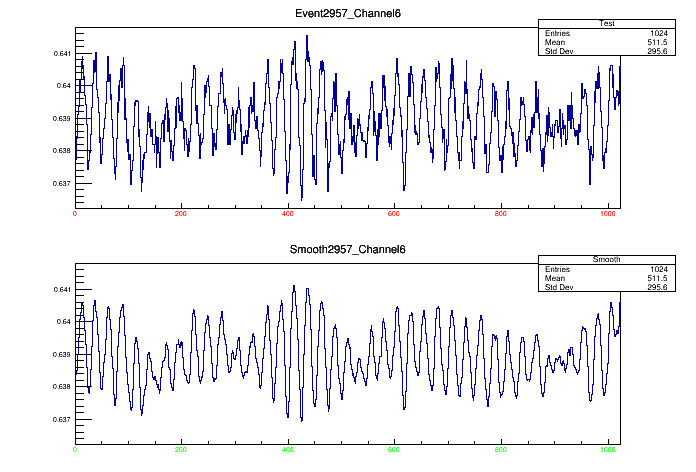 Event2957_Channel6
Test
Entries 1024
Mean 511.5
Std Dev 295.6
0.641
0.64
0.639
0.638
0.637
0 200 400 600 800 1000
Smooth2957_Channel6
Smooth
Entries 1024
Mean 511.5
Std Dev 295.6
0.641
0.64
0.639
0.638
0.637
0 200 400 600 800 1000